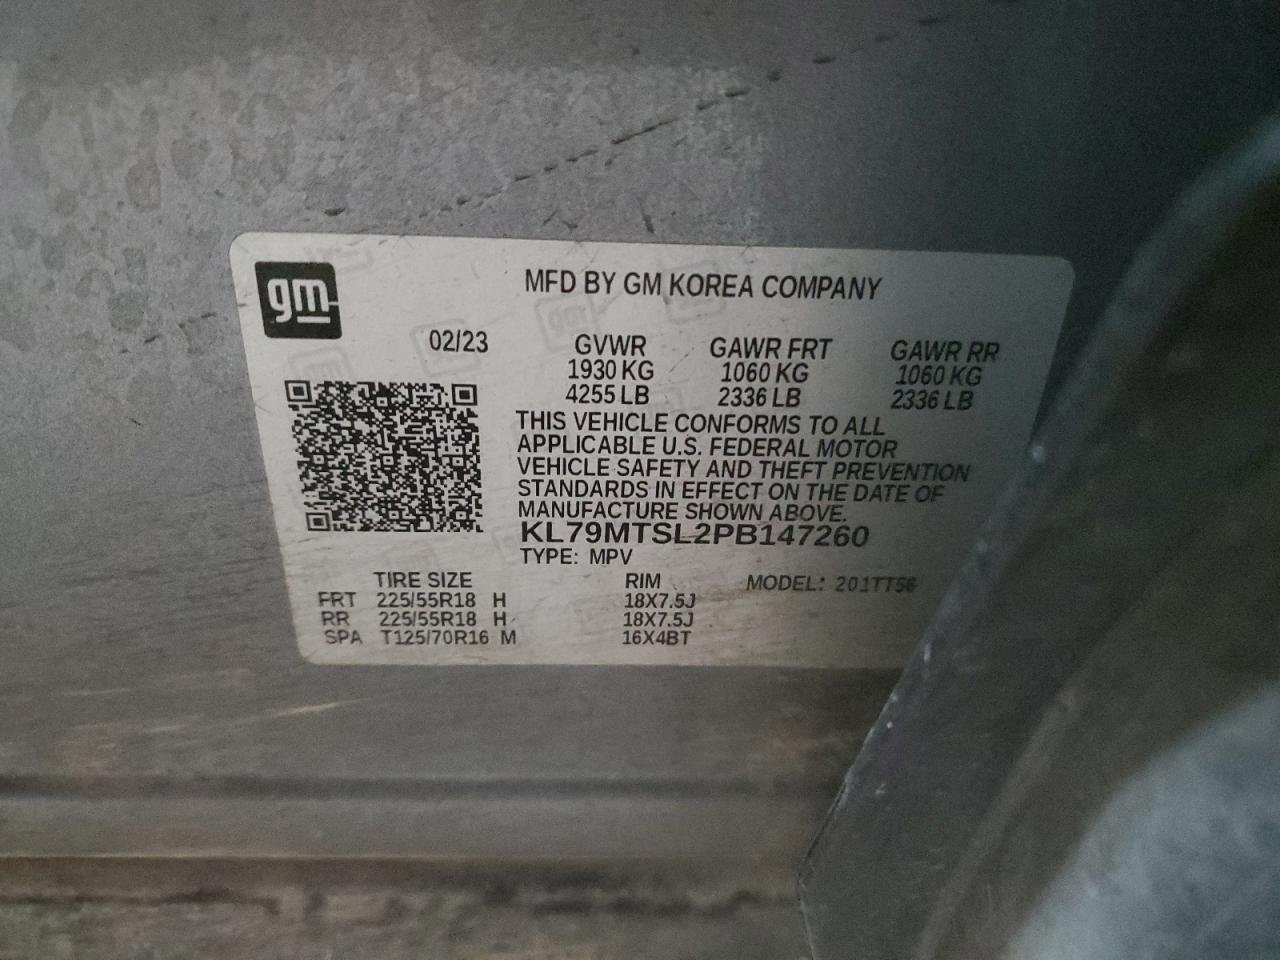 gm
MFD BY GM KOREA COMPANY
02/23 GVWR GAWR FRT GAWR RR
1930 KG 1060 KG 1060 KG
4255 LB 2336 LB 2336 LB
THIS VEHICLE CONFORMS TO ALL
APPLICABLE U.S. FEDERAL MOTOR
VEHICLE SAFETY AND THEFT PREVENTION
STANDARDS IN EFFECT ON THE DATE OF
MANUFACTURE SHOWN ABOVE.
KL79MTSL2PB147260
TYPE: MPV
TIRE SIZE RIM MODEL: 201TT56
FRT 225/55R18 H 18X7.5J
RR 225/55R18 H 18X7.5J
SPA T125/70R16 M 16X4BT